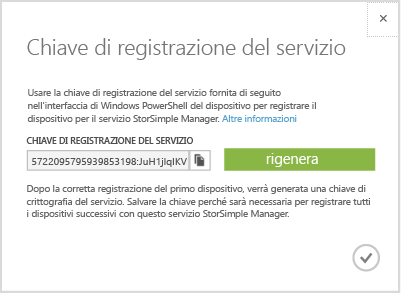 Chiave di registrazione del servizio
Usare la chiave di registrazione del servizio fornita di seguito
nell'interfaccia di Windows PowerShell del dispositivo per registrare il
dispositivo per il servizio StorSimple Manager. Altre informazioni
CHIAVE DI REGISTRAZIONE DEL SERVIZIO
5722095795939853198:JuH1jlqIKV
rigenera
Dopo la corretta registrazione del primo dispositivo, verrà generata una chiave di
crittografia del servizio. Salvare la chiave perché sarà necessaria per registrare tutti
i dispositivi successivi con questo servizio StorSimple Manager.